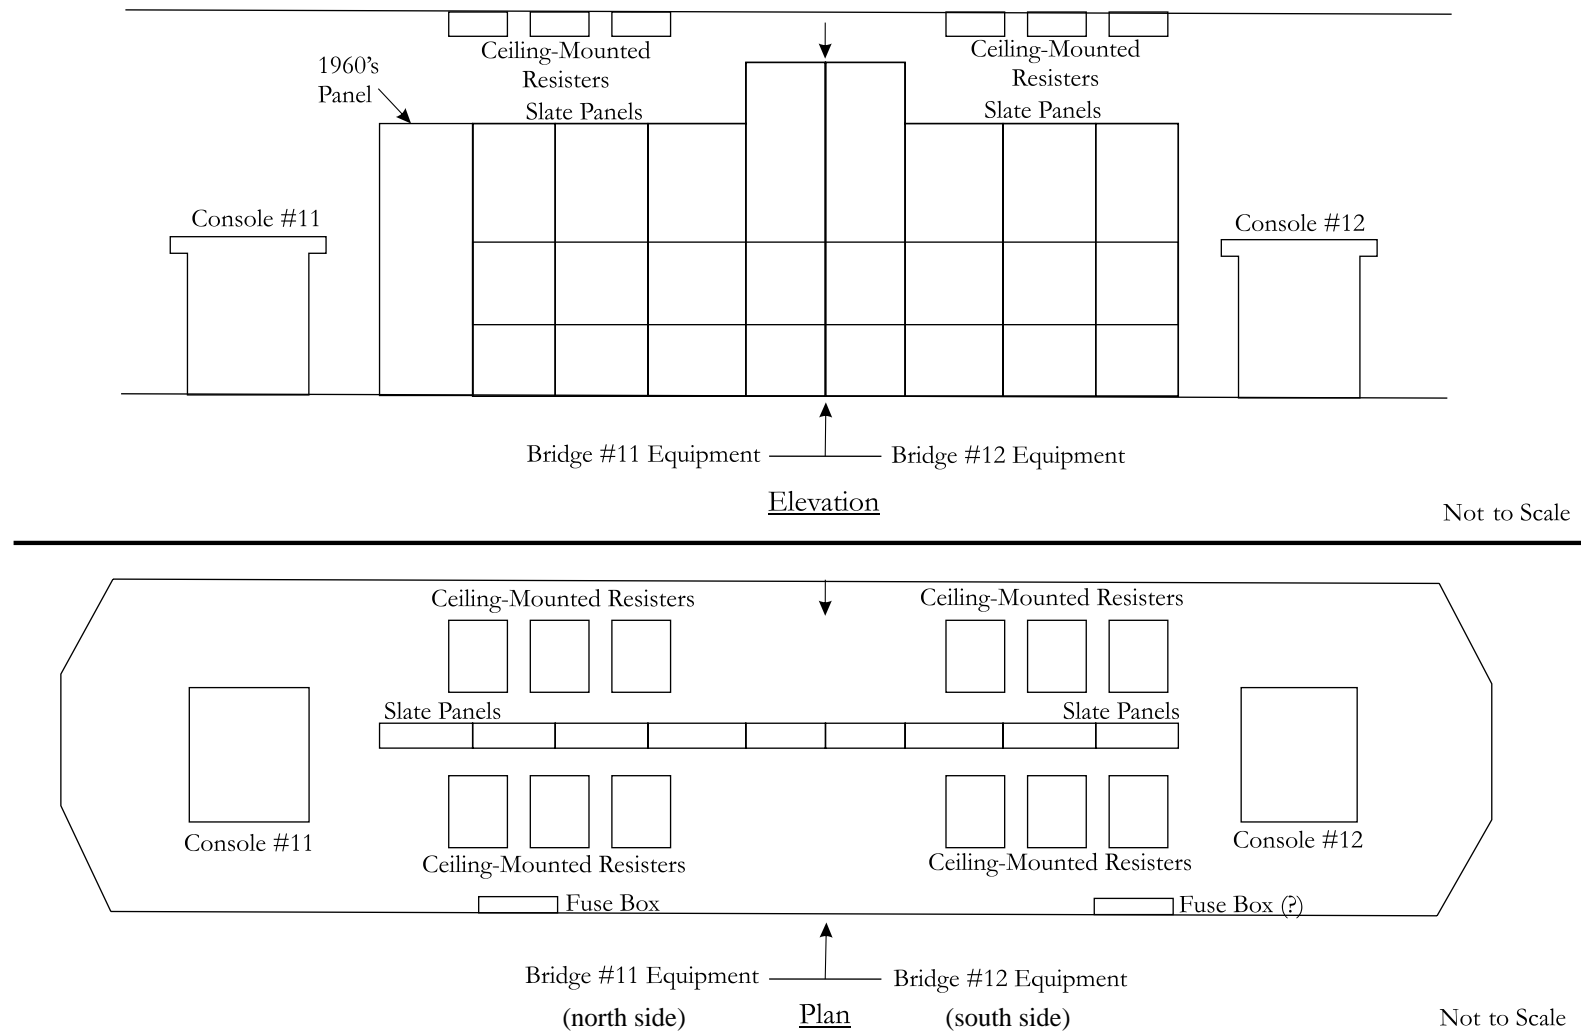 Ceiling-Mounted
Resisters
Ceiling-Mounted
Resisters
1960's
Panel
Slate Panels
Slate Panels
Console #11
Console #12
Bridge #11 Equipment
Bridge #12 Equipment
Elevation
Not to Scale
Ceiling-Mounted Resisters
Ceiling-Mounted Resisters
Slate Panels
Slate Panels
Console #11
Console #12
Ceiling-Mounted Resisters
Ceiling-Mounted Resisters
Fuse Box
Fuse Box (?)
Bridge #11 Equipment
Bridge #12 Equipment
(north side)
Plan
(south side)
Not to Scale